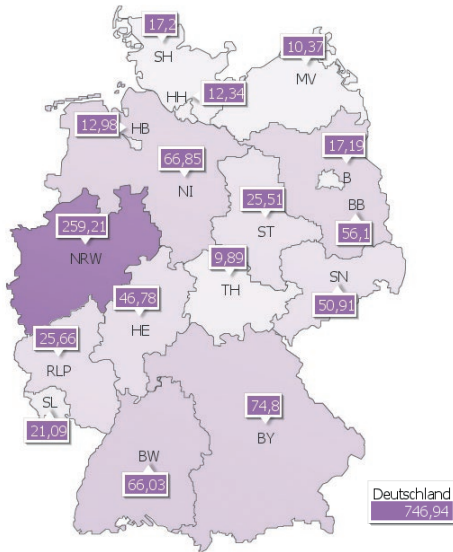 17,2
SH
10,37
MV
HH
12,34
12,98
HB
66,85
NI
17,19
B
BB
56,1
25,51
ST
259,21
NRW
9,89
TH
SN
50,91
46,78
HE
25,66
RLP
SL
21,09
74,8
BY
BW
66,03
Deutschland
746,94